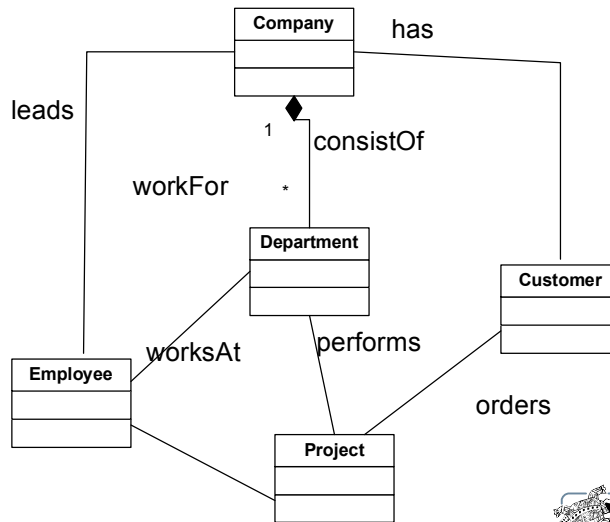 Company
has
leads
1
consistOf
workFor
*
Department
Customer
worksAt
performs
Employee
orders
Project